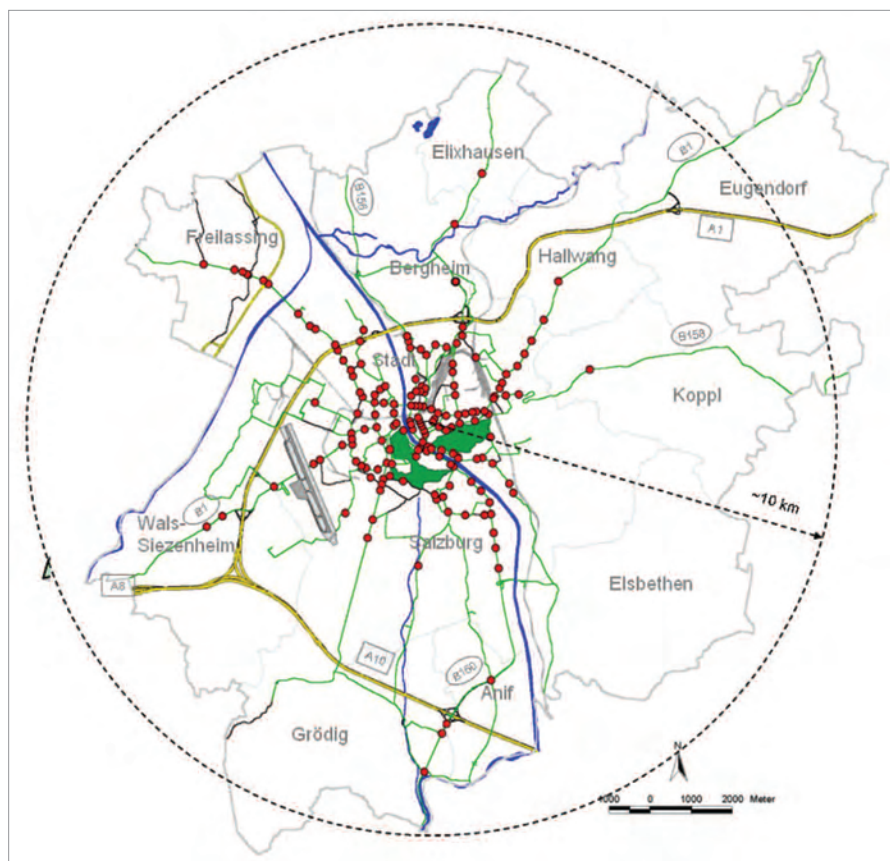 Elixhausen
B1
Eugendorf
B156
A1
Freilassing
Hallwang
Bergheim
B158
Stadt
Koppl
~10 km
B1
Wals-
Siezenheim
Salzburg
Elsbethen
A8
A10
B160
Anif
Grödig
N
1000 0 1000 2000 Meter